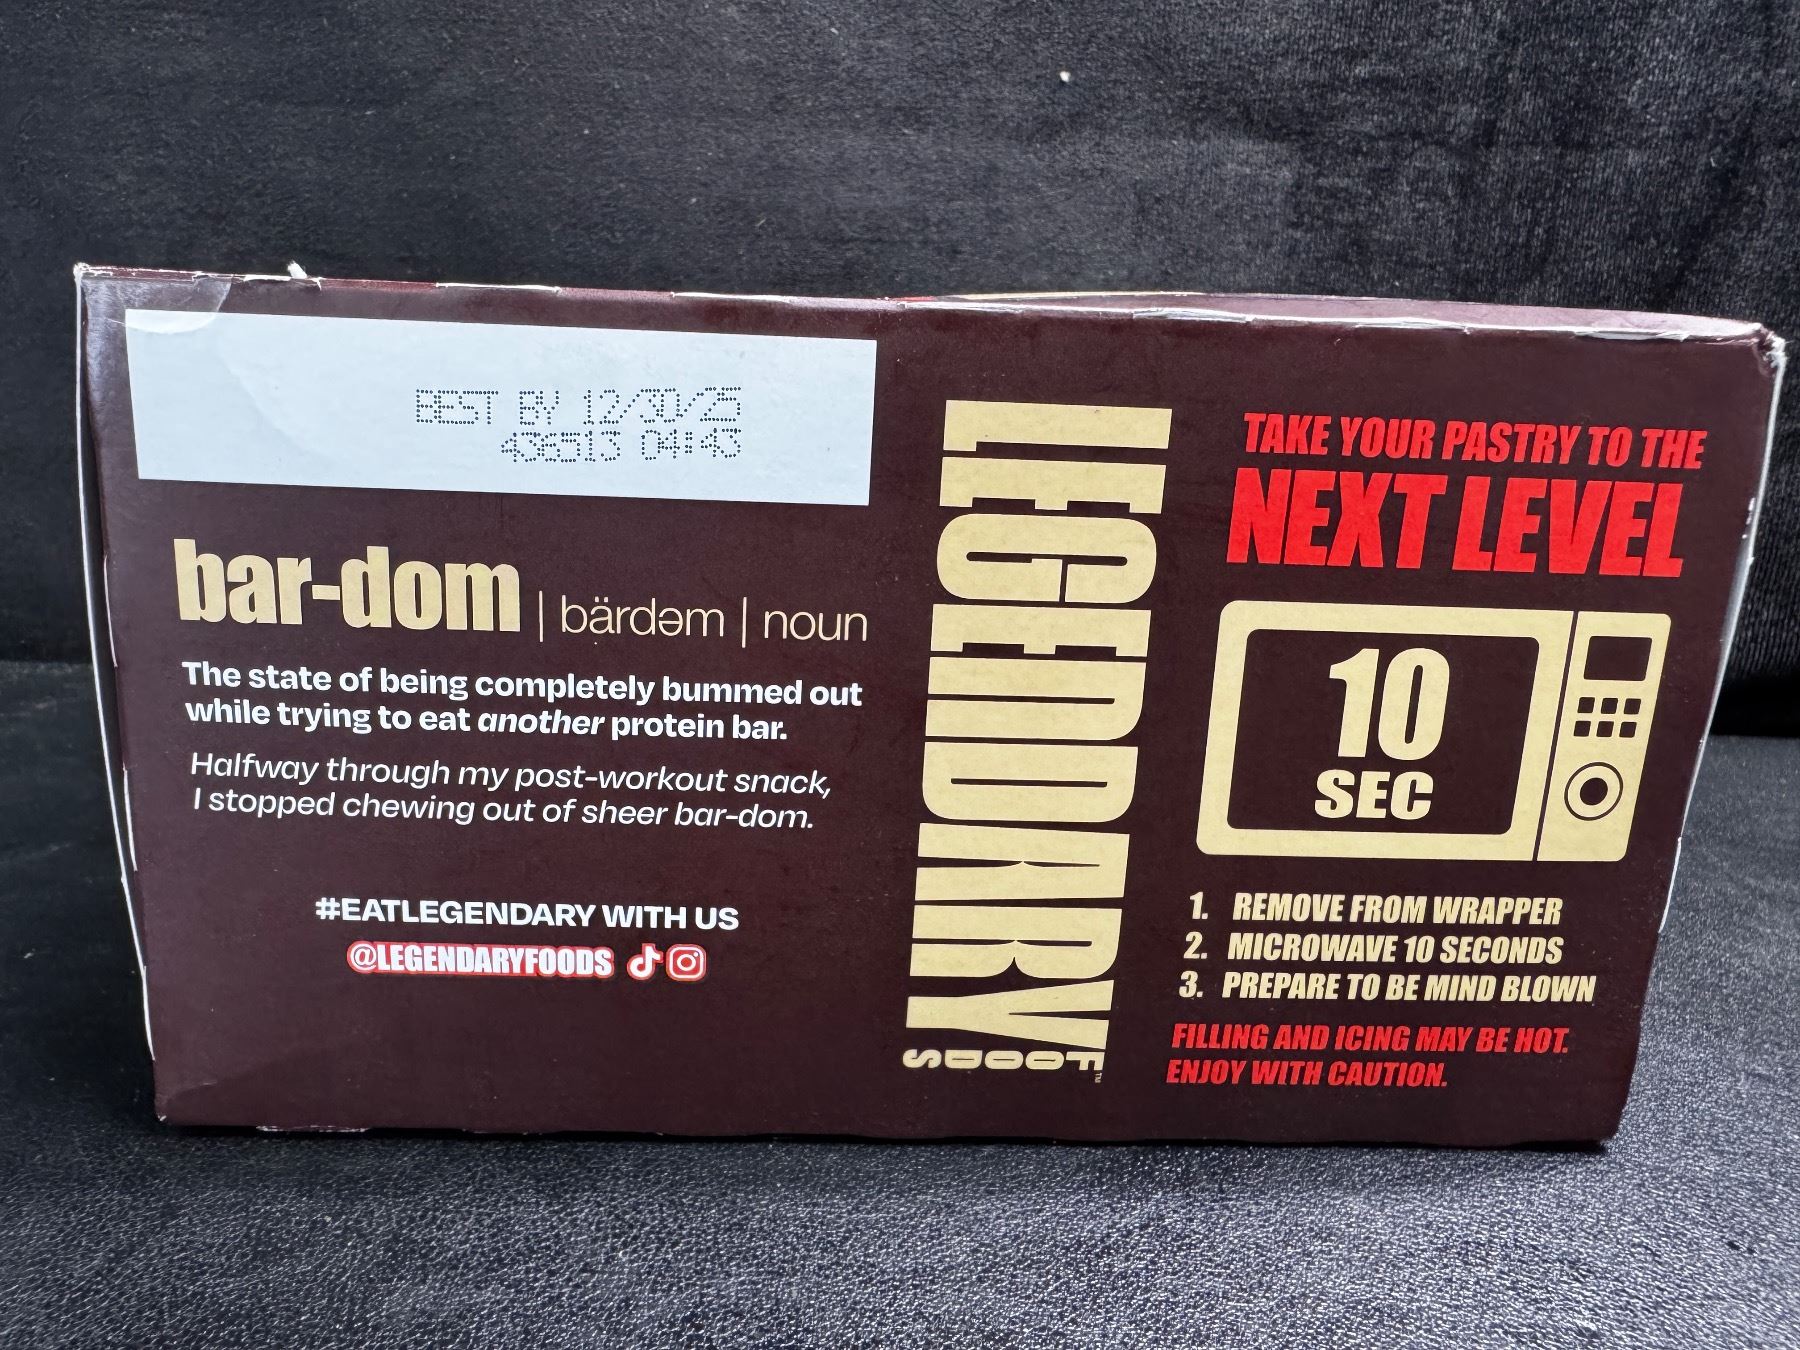 BEST BY 12/30/25
436513 04:43
bar-dom | bärdəm | noun
The state of being completely bummed out
while trying to eat another protein bar.
Halfway through my post-workout snack,
I stopped chewing out of sheer bar-dom.
#EATLEGENDARY WITH US
@LEGENDARYFOODS
LEGENDARY
FOODS™
TAKE YOUR PASTRY TO THE
NEXT LEVEL
10
SEC
1. REMOVE FROM WRAPPER
2. MICROWAVE 10 SECONDS
3. PREPARE TO BE MIND BLOWN
FILLING AND ICING MAY BE HOT.
ENJOY WITH CAUTION.